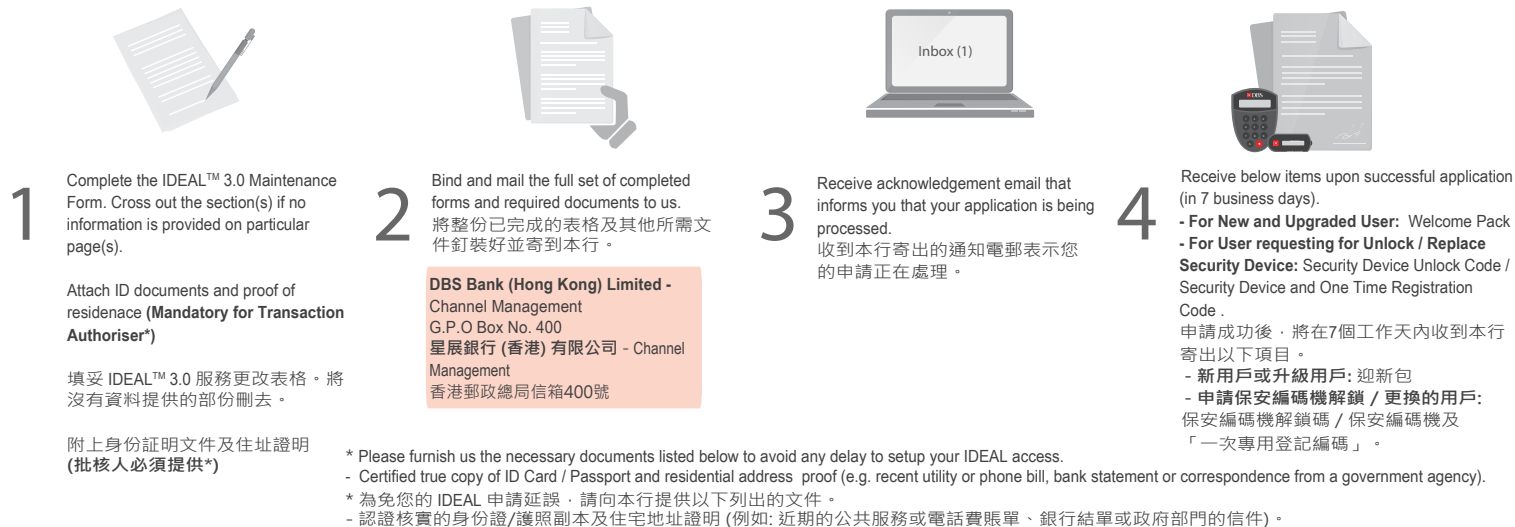 Inbox (1)
DBS
1
Complete the IDEAL™ 3.0 Maintenance
Form. Cross out the section(s) if no
information is provided on particular
page(s).
Attach ID documents and proof of
residenace (Mandatory for Transaction
Authoriser*)
填妥 IDEAL™ 3.0 服務更改表格。將
沒有資料提供的部份刪去。
附上身份証明文件及住址證明
(批核人必須提供*)
2
Bind and mail the full set of completed
forms and required documents to us.
將整份已完成的表格及其他所需文
件釘裝好並寄到本行。
DBS Bank (Hong Kong) Limited -
Channel Management
G.P.O Box No. 400
星展銀行 (香港) 有限公司 - Channel
Management
香港郵政總局信箱400號
3
Receive acknowledgement email that
informs you that your application is being
processed.
收到本行寄出的通知電郵表示您
的申請正在處理。
4
Receive below items upon successful application
(in 7 business days).
- For New and Upgraded User: Welcome Pack
- For User requesting for Unlock / Replace
Security Device: Security Device Unlock Code /
Security Device and One Time Registration
Code .
申請成功後，將在7個工作天內收到本行
寄出以下項目。
- 新用戶或升級用戶: 迎新包
- 申請保安編碼機解鎖 / 更換的用戶:
保安編碼機解鎖碼 / 保安編碼機及
「一次專用登記編碼」。
* Please furnish us the necessary documents listed below to avoid any delay to setup your IDEAL access.
- Certified true copy of ID Card / Passport and residential address proof (e.g. recent utility or phone bill, bank statement or correspondence from a government agency).
* 為免您的 IDEAL 申請延誤，請向本行提供以下列出的文件。
- 認證核實的身份證/護照副本及住宅地址證明 (例如: 近期的公共服務或電話費賬單、銀行結單或政府部門的信件)。